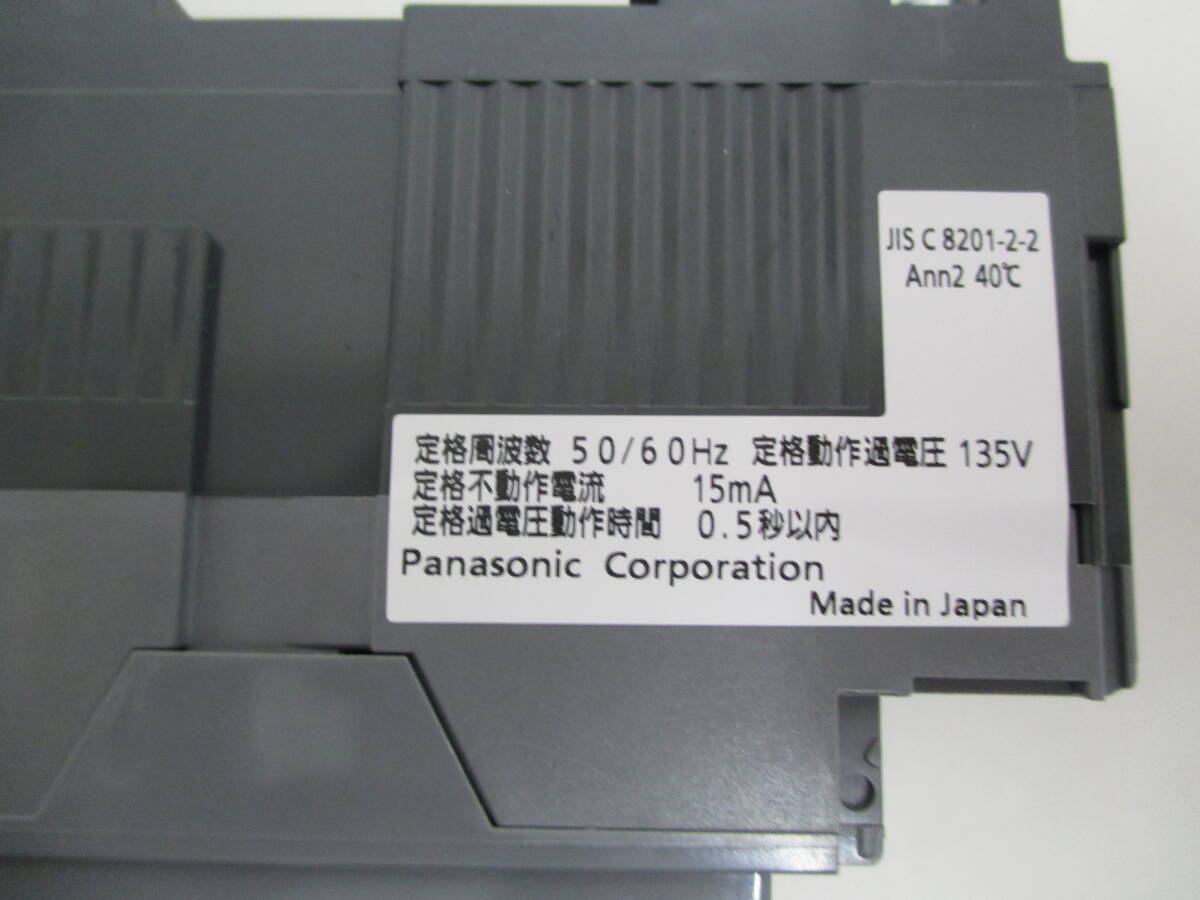 JIS C 8201-2-2
Ann2 40℃
定格周波数 50/60Hz 定格動作過電圧 135V
定格不動作電流 15mA
定格過電圧動作時間 0.5秒以内
Panasonic Corporation
Made in Japan